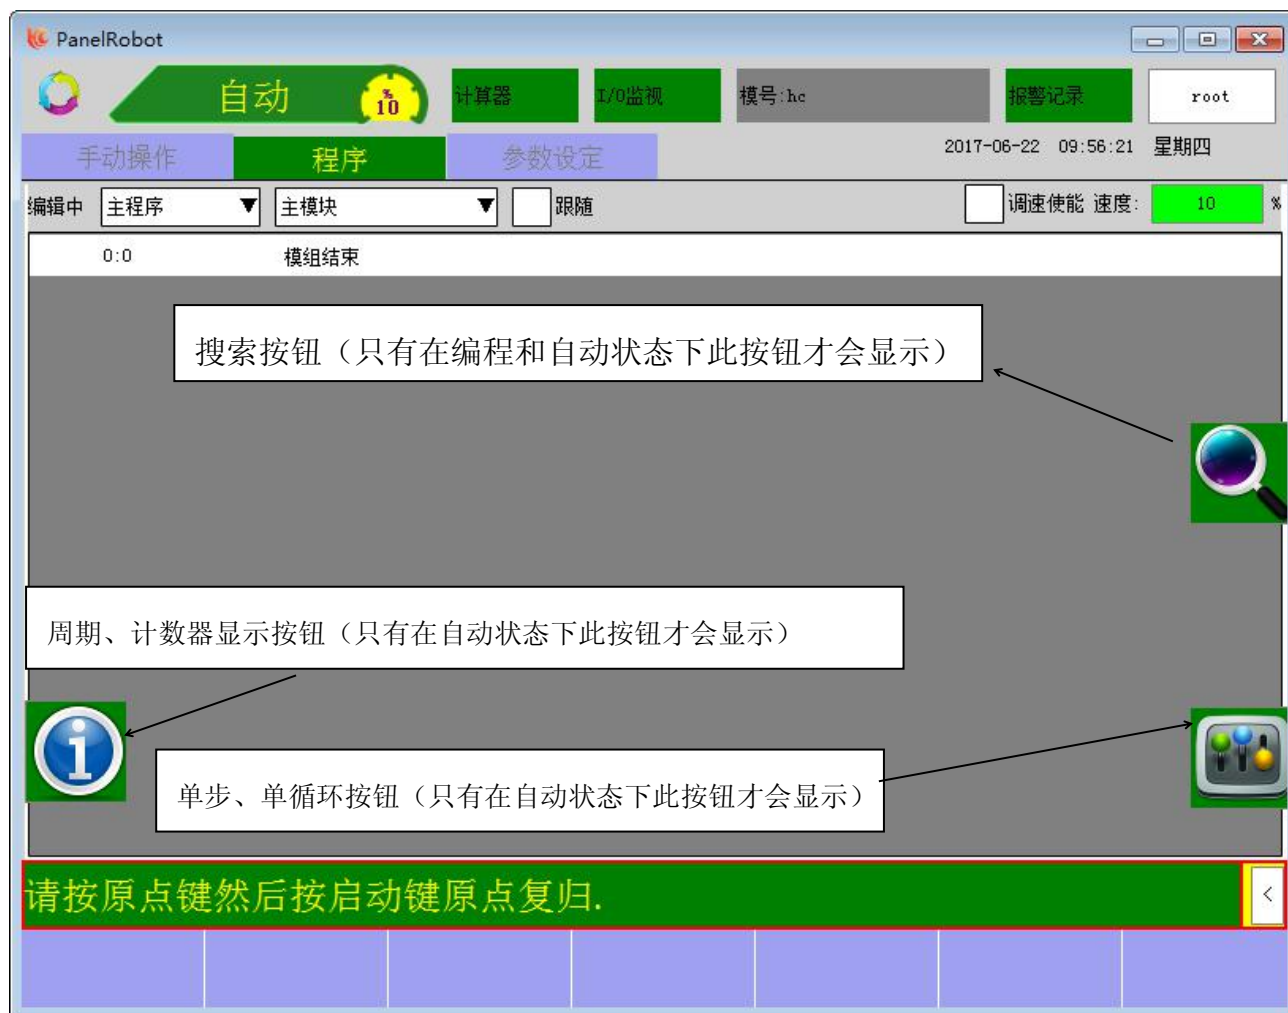 PanelRobot
自动 % 10 计算器 I/O监视 模号:hc 报警记录 root
手动操作 程序 参数设定 2017-06-22 09:56:21 星期四
编辑中 主程序 主模块 跟随 调速使能 速度: 10 %
0:0 模组结束
搜索按钮（只有在编程和自动状态下此按钮才会显示）
周期、计数器显示按钮（只有在自动状态下此按钮才会显示）
单步、单循环按钮（只有在自动状态下此按钮才会显示）
请按原点键然后按启动键原点复归. <